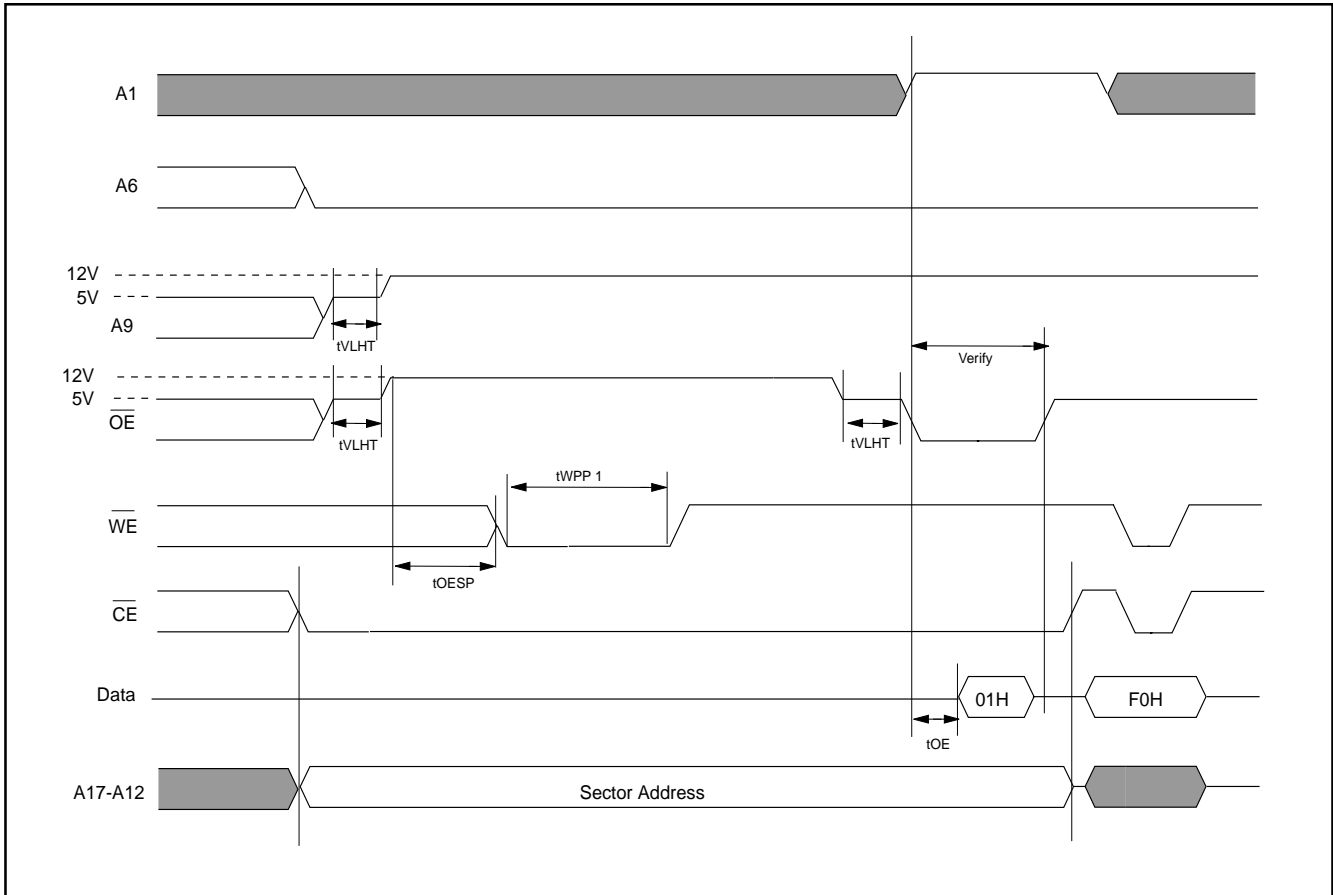 A1
A6
12V
5V
A9
tVLHT
Verify
12V
5V
OE
tVLHT
tVLHT
tWPP 1
WE
tOESP
CE
Data
01H
F0H
tOE
A17-A12
Sector Address